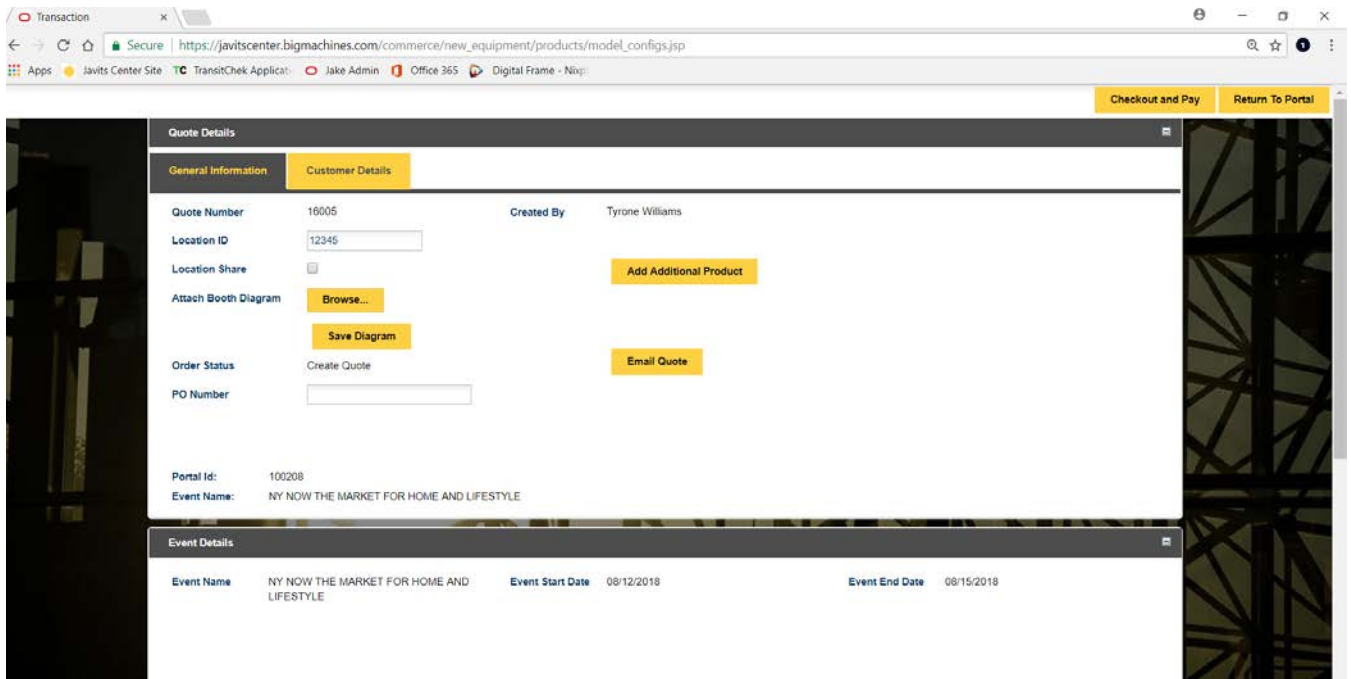 Transaction
Secure https://javitscenter.bigmachines.com/commerce/new_equipment/products/model_configs.jsp
Apps Javits Center Site TC TransitChek Applicat Jake Admin Office 365 Digital Frame - Nixp
Checkout and Pay Return To Portal
Quote Details
General Information Customer Details
Quote Number 16005 Created By Tyrone Williams
Location ID 12345
Location Share Add Additional Product
Attach Booth Diagram Browse...
Save Diagram
Order Status Create Quote Email Quote
PO Number
Portal Id: 100208
Event Name: NY NOW THE MARKET FOR HOME AND LIFESTYLE
Event Details
Event Name NY NOW THE MARKET FOR HOME AND Event Start Date 08/12/2018 Event End Date 08/15/2018
LIFESTYLE